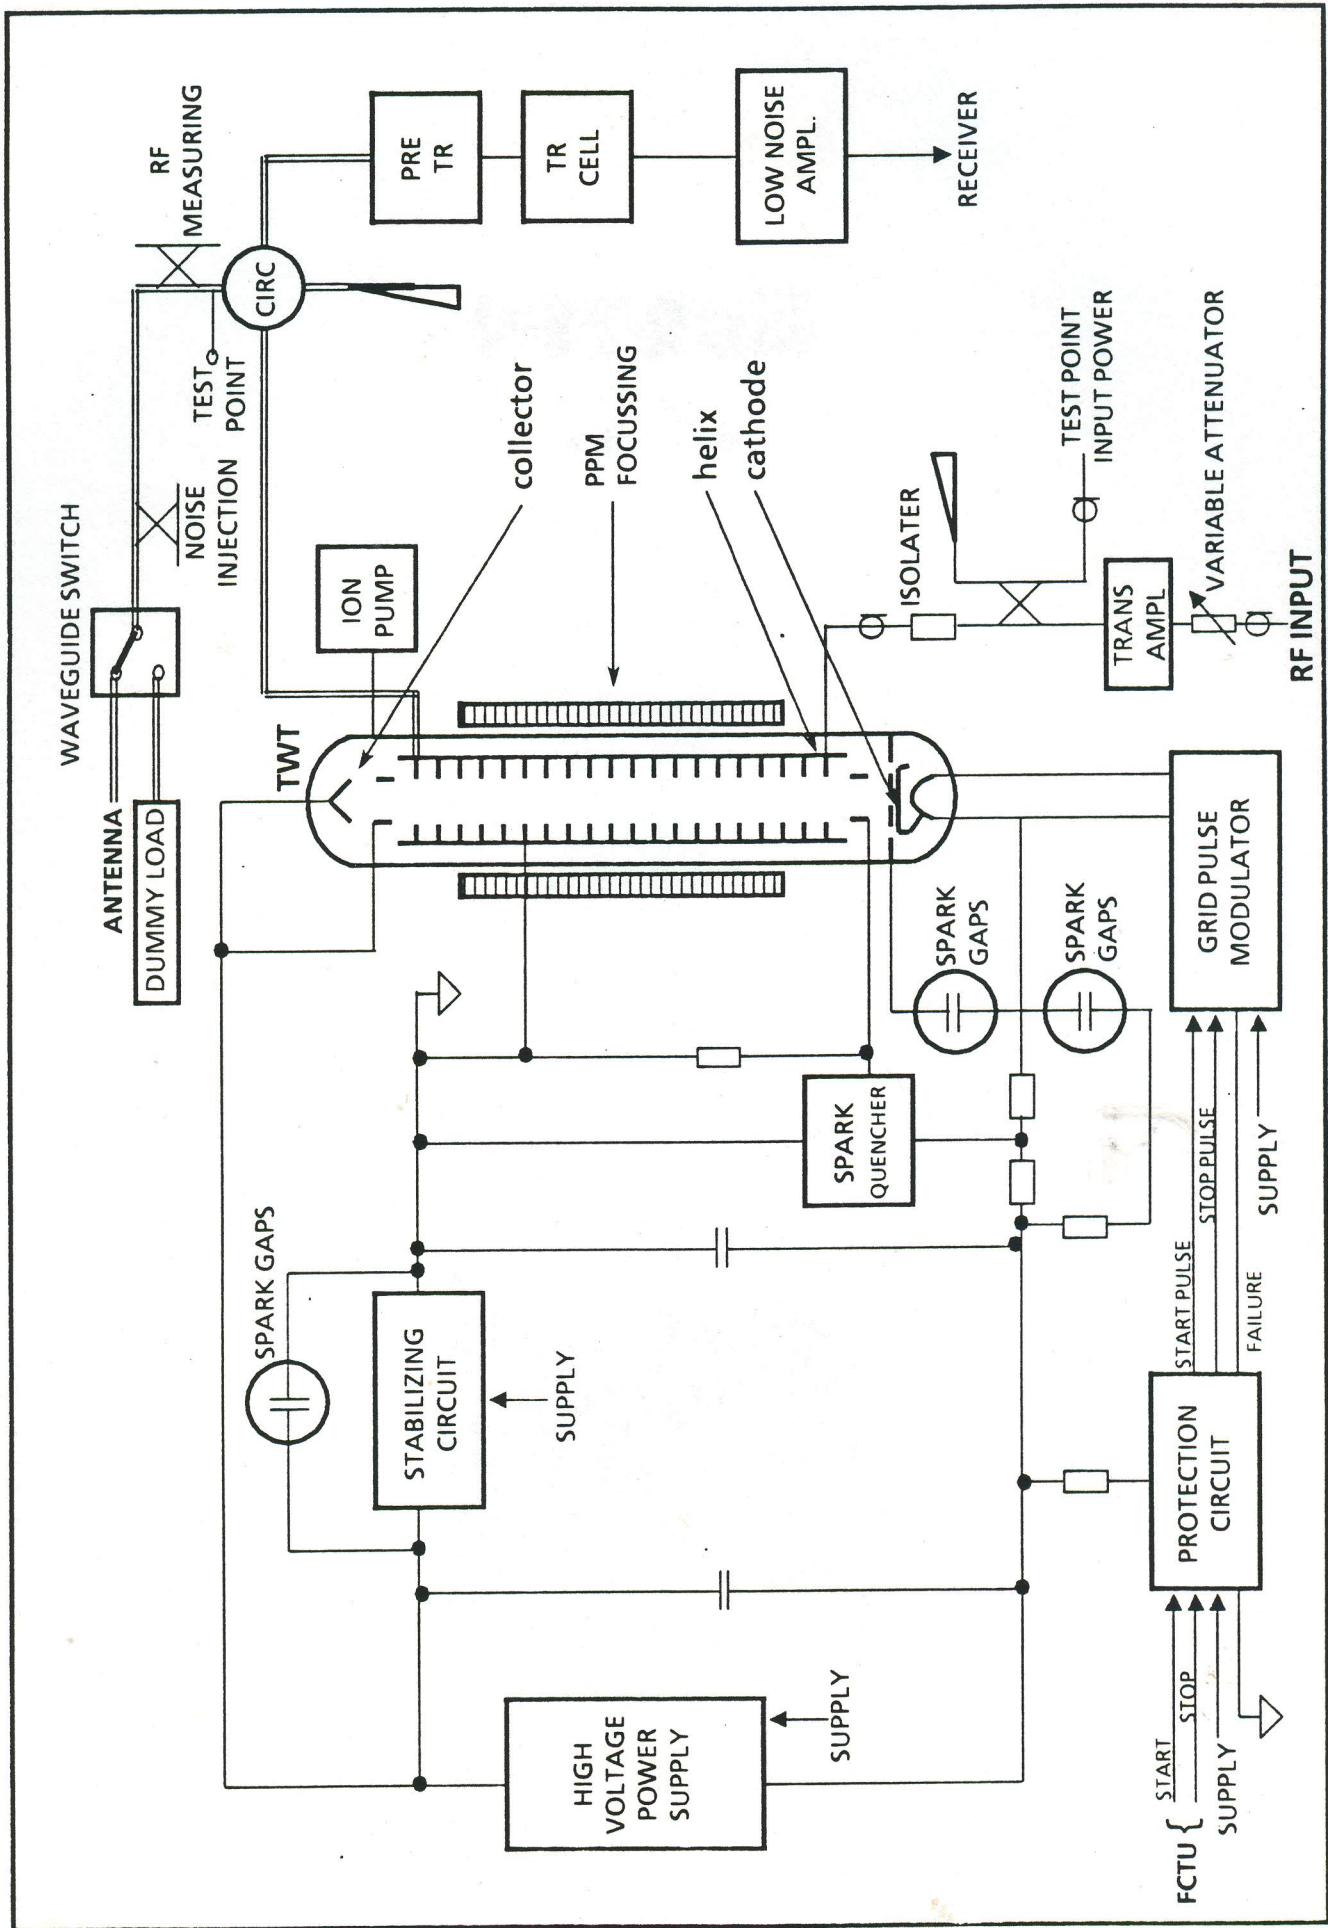 WAVEGUIDE SWITCH
ANTENNA
DUMMY LOAD
NOISE
INJECTION
TEST
POINT
RF
MEASURING
CIRC
PRE
TR
TR
CELL
LOW NOISE
AMPL.
RECEIVER
TWT
ION
PUMP
collector
PPM
FOCUSSING
helix
cathode
ISOLATER
TEST POINT
INPUT POWER
TRANS
AMPL
VARIABLE ATTENUATOR
RF INPUT
SPARK GAPS
STABILIZING
CIRCUIT
SUPPLY
SPARK
QUENCHER
SPARK
GAPS
SPARK
GAPS
GRID PULSE
MODULATOR
HIGH
VOLTAGE
POWER
SUPPLY
SUPPLY
PROTECTION
CIRCUIT
START PULSE
STOP PULSE
FAILURE
SUPPLY
FCTU {
START
STOP
SUPPLY